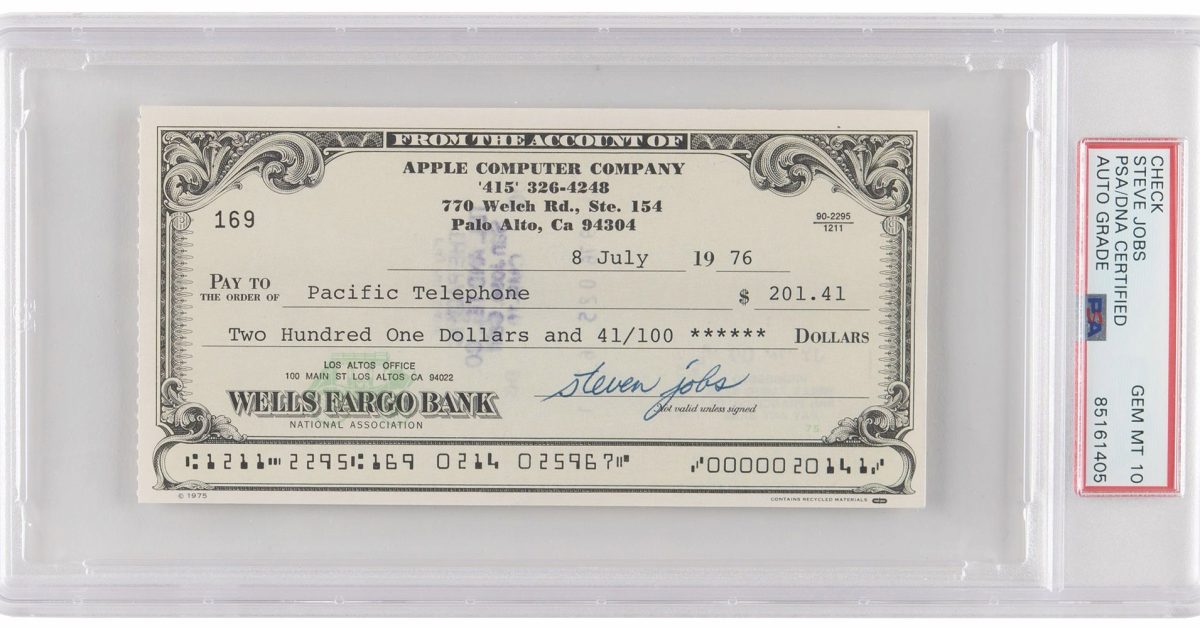 FROM THE ACCOUNT OF
APPLE COMPUTER COMPANY
'415' 326-4248
770 Welch Rd., Ste. 154
Palo Alto, Ca 94304
169
90-2295
1211
8 July 19 76
PAY TO
THE ORDER OF Pacific Telephone $ 201.41
Two Hundred One Dollars and 41/100 ****** DOLLARS
LOS ALTOS OFFICE
100 MAIN ST LOS ALTOS CA 94022
WELLS FARGO BANK
NATIONAL ASSOCIATION
steven jobs
Not valid unless signed
75
⑆1211⑉2295⑆169 0214 025967⑈ ⑇0000020141⑇
© 1975
CONTAINS RECYCLED MATERIALS
CHECK
STEVE JOBS
PSA/DNA CERTIFIED
AUTO GRADE
PSA
GEM MT 10
85161405